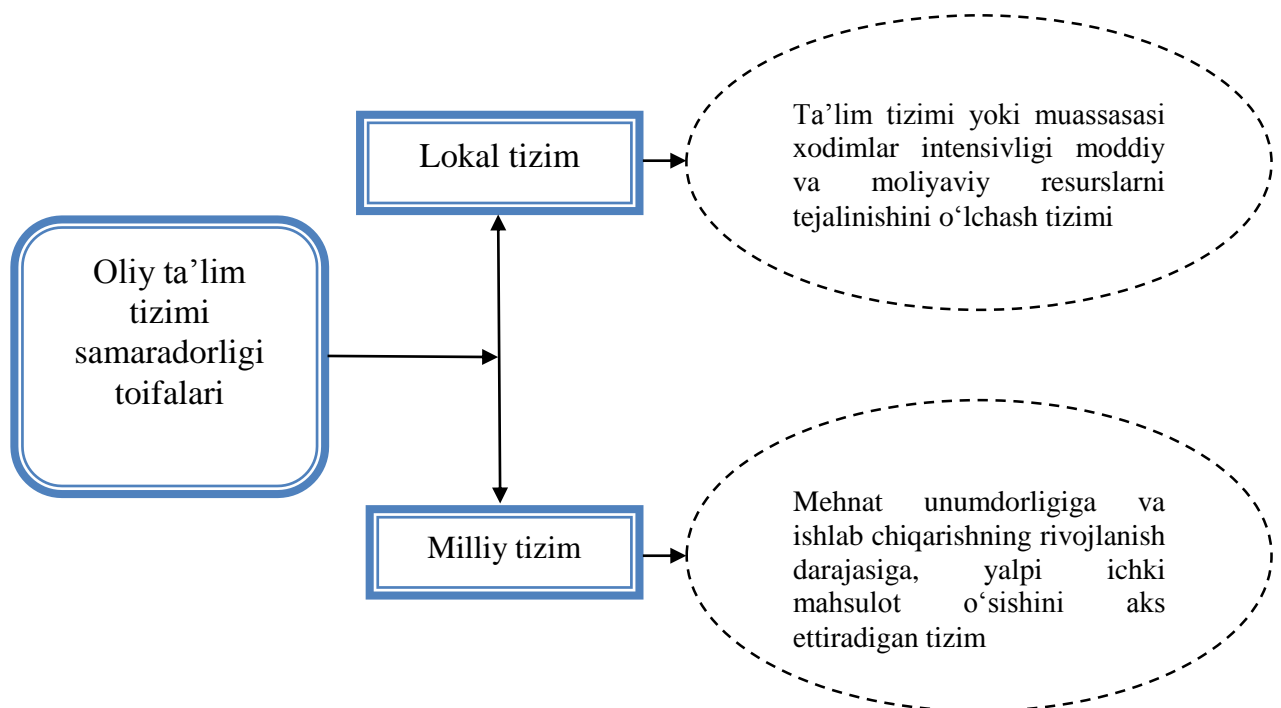 Oliy ta’lim
tizimi
samaradorligi
toifalari
Lokal tizim
Ta’lim tizimi yoki muassasasi
xodimlar intensivligi moddiy
va moliyaviy resurslarni
tejalinishini o‘lchash tizimi
Milliy tizim
Mehnat unumdorligiga va
ishlab chiqarishning rivojlanish
darajasiga, yalpi ichki
mahsulot o‘sishini aks
ettiradigan tizim